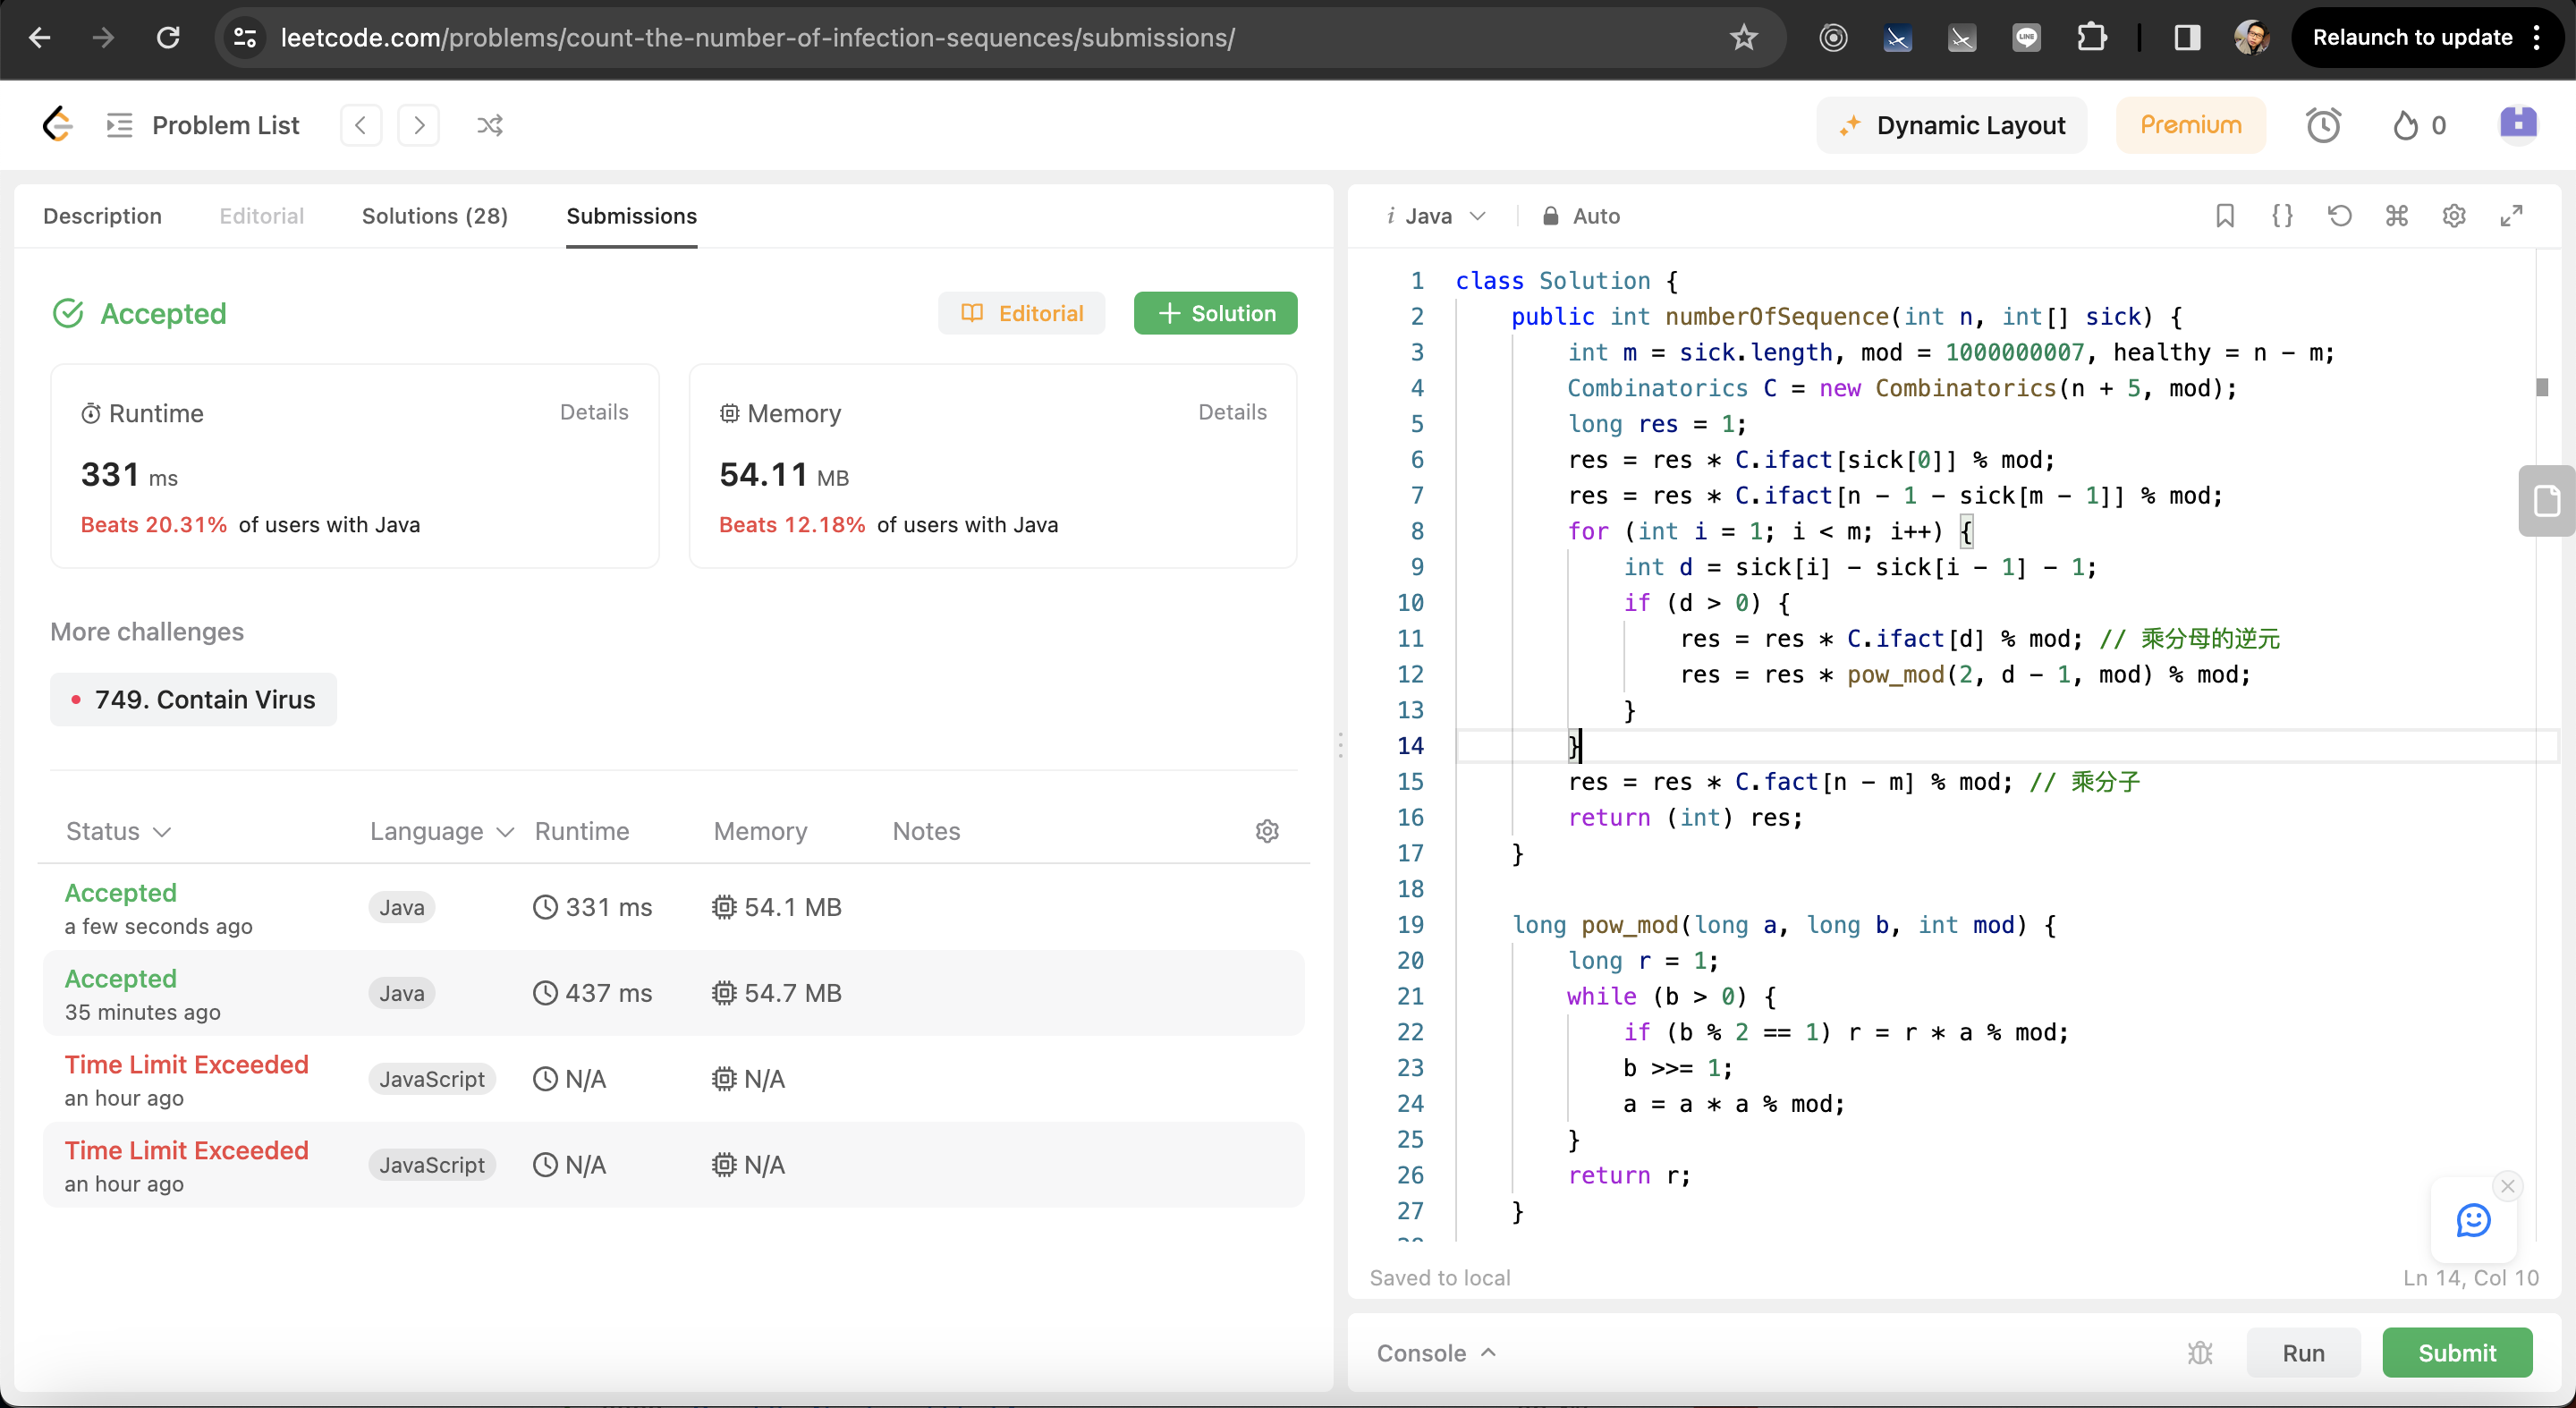 leetcode.com/problems/count-the-number-of-infection-sequences/submissions/
Relaunch to update
LINE
Problem List
Dynamic Layout
Premium
0
Description
Editorial
Solutions (28)
Submissions
Accepted
Editorial
Solution
Runtime
Details
331 ms
Beats 20.31% of users with Java
Memory
Details
54.11 MB
Beats 12.18% of users with Java
More challenges
749. Contain Virus
Status
Language
Runtime
Memory
Notes
Accepted
a few seconds ago
Java
331 ms
54.1 MB
Accepted
35 minutes ago
Java
437 ms
54.7 MB
Time Limit Exceeded
an hour ago
JavaScript
N/A
N/A
Time Limit Exceeded
an hour ago
JavaScript
N/A
N/A
i Java
Auto
1 class Solution {
2 public int numberOfSequence(int n, int[] sick) {
3 int m = sick.length, mod = 1000000007, healthy = n - m;
4 Combinatorics C = new Combinatorics(n + 5, mod);
5 long res = 1;
6 res = res * C.ifact[sick[0]] % mod;
7 res = res * C.ifact[n - 1 - sick[m - 1]] % mod;
8 for (int i = 1; i < m; i++) {
9 int d = sick[i] - sick[i - 1] - 1;
10 if (d > 0) {
11 res = res * C.ifact[d] % mod; // 乘分母的逆元
12 res = res * pow_mod(2, d - 1, mod) % mod;
13 }
14 }
15 res = res * C.fact[n - m] % mod; // 乘分子
16 return (int) res;
17 }
18
19 long pow_mod(long a, long b, int mod) {
20 long r = 1;
21 while (b > 0) {
22 if (b % 2 == 1) r = r * a % mod;
23 b >>= 1;
24 a = a * a % mod;
25 }
26 return r;
27 }
Saved to local
Ln 14, Col 10
Console
Run
Submit